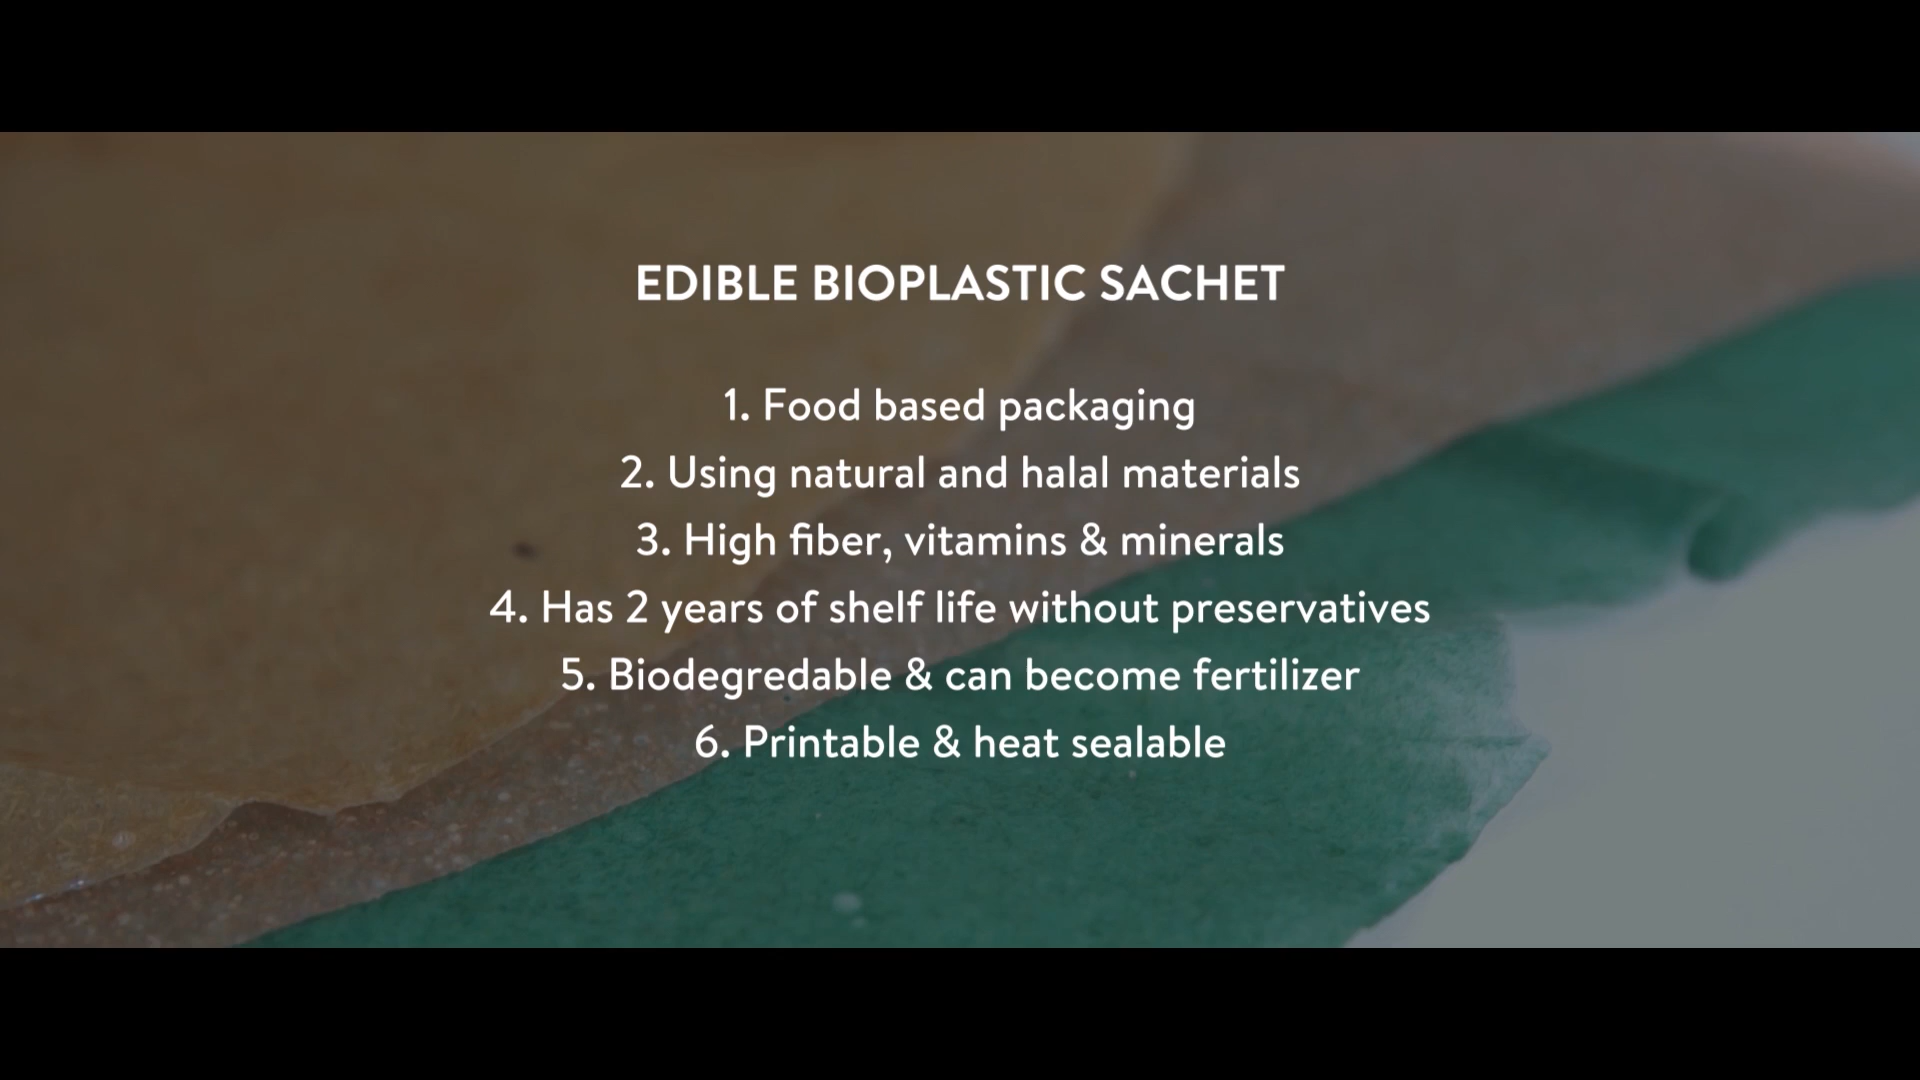 EDIBLE BIOPLASTIC SACHET
1. Food based packaging
2. Using natural and halal materials
3. High fiber, vitamins & minerals
4. Has 2 years of shelf life without preservatives
5. Biodegredable & can become fertilizer
6. Printable & heat sealable